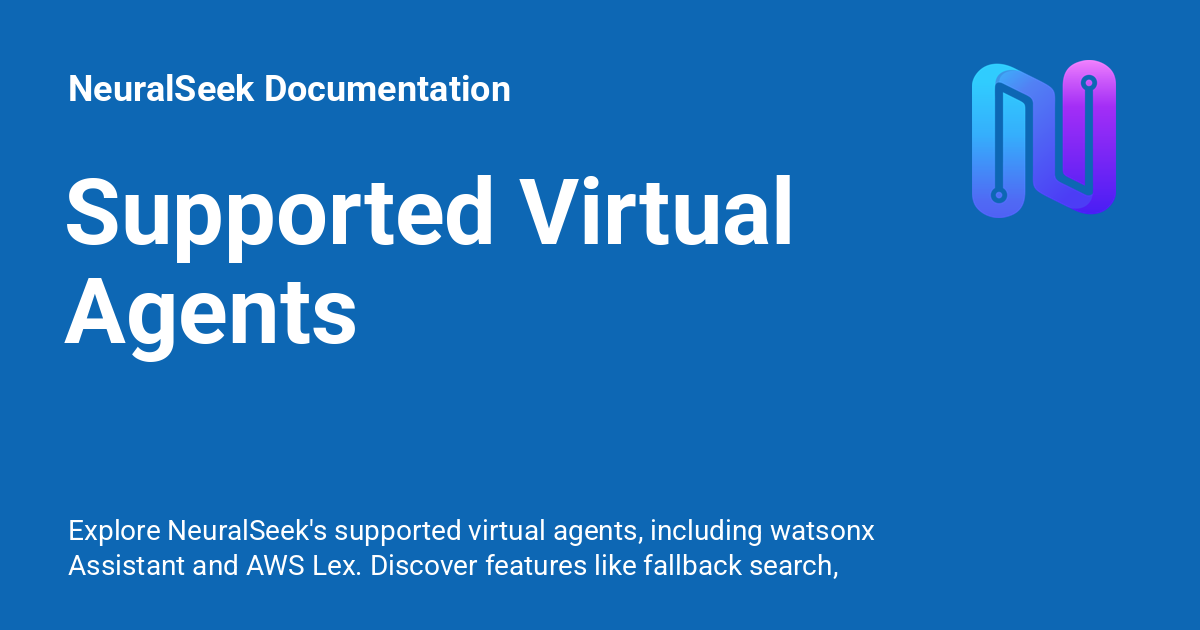 NeuralSeek Documentation
Supported Virtual
Agents
Explore NeuralSeek's supported virtual agents, including watsonx
Assistant and AWS Lex. Discover features like fallback search,